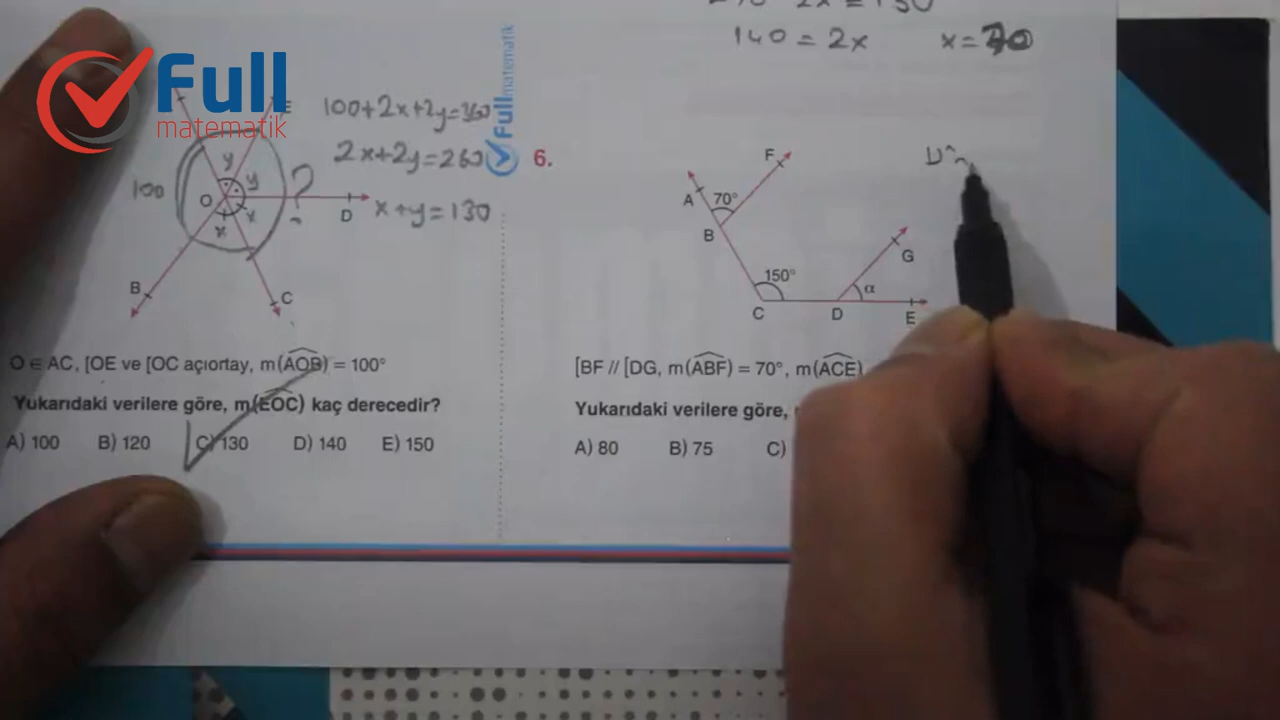 140 = 2x x = 70
Full
matematik
100+2x+2y=360
2x+2y=260
x+y=130
100
y
y
x
x
?
O
D
B
C
E
O ∈ AC, [OE ve [OC açıortay, m(AOB) = 100°
Yukarıdaki verilere göre, m(EOC) kaç derecedir?
A) 100 B) 120 C) 130 D) 140 E) 150
Full matematik
6.
F
A
70°
B
G
150°
α
C
D
E
[BF // [DG, m(ABF) = 70°, m(ACE)
Yukarıdaki verilere göre,
A) 80 B) 75 C)